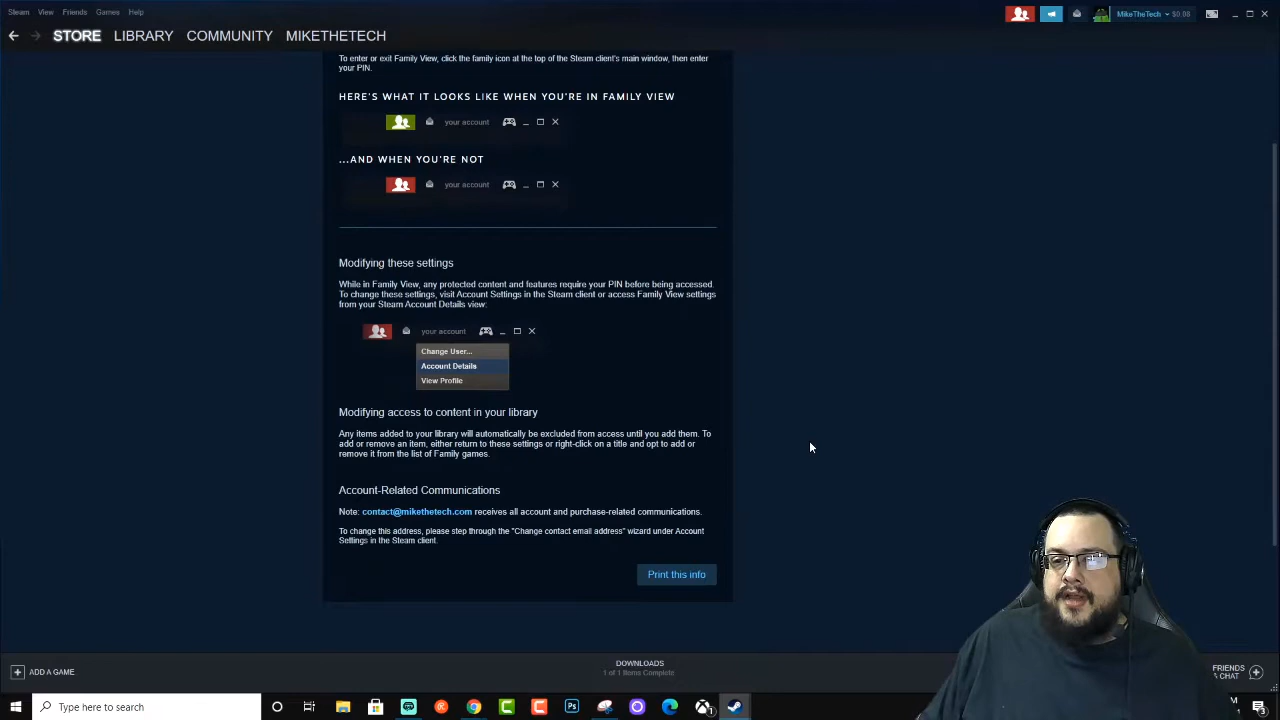 Steam View Friends Games Help
MikeTheTech $0.08
STORE LIBRARY COMMUNITY MIKETHETECH
To enter or exit Family View, click the family icon at the top of the Steam client's main window, then enter
your PIN.
HERE'S WHAT IT LOOKS LIKE WHEN YOU'RE IN FAMILY VIEW
your account
...AND WHEN YOU'RE NOT
your account
Modifying these settings
While in Family View, any protected content and features require your PIN before being accessed.
To change these settings, visit Account Settings in the Steam client or access Family View settings
from your Steam Account Details view:
your account
Change User...
Account Details
View Profile
Modifying access to content in your library
Any items added to your library will automatically be excluded from access until you add them. To
add or remove an item, either return to these settings or right-click on a title and opt to add or
remove it from the list of Family games.
Account-Related Communications
Note: contact@mikethetech.com receives all account and purchase-related communications.
To change this address, please step through the "Change contact email address" wizard under Account
Settings in the Steam client.
Print this info
ADD A GAME
DOWNLOADS
1 of 1 Items Complete
FRIENDS
& CHAT
Type here to search